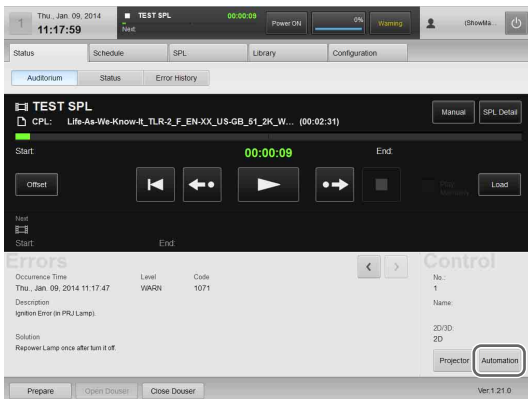 1
Thu., Jan. 09, 2014
11:17:59
TEST SPL
00:00:09
Next
Power ON
0%
Warning
(ShowMa...
Status
Schedule
SPL
Library
Configuration
Auditorium
Status
Error History
TEST SPL
CPL: Life-As-We-Know-It_TLR-2_F_EN-XX_US-GB_51_2K_W... (00:02:31)
Manual
SPL Detail
Start:
00:00:09
End:
Offset
Play
Manually
Load
Next
Start:
End:
Errors
Control
Occurrence Time
Level
Code
Thu., Jan. 09, 2014 11:17:47
WARN
1071
Description
Ignition Error (in PRJ Lamp).
Solution
Repower Lamp once after turn it off.
No.:
1
Name:
2D/3D:
2D
Projector
Automation
Prepare
Open Douser
Close Douser
Ver:1.21.0